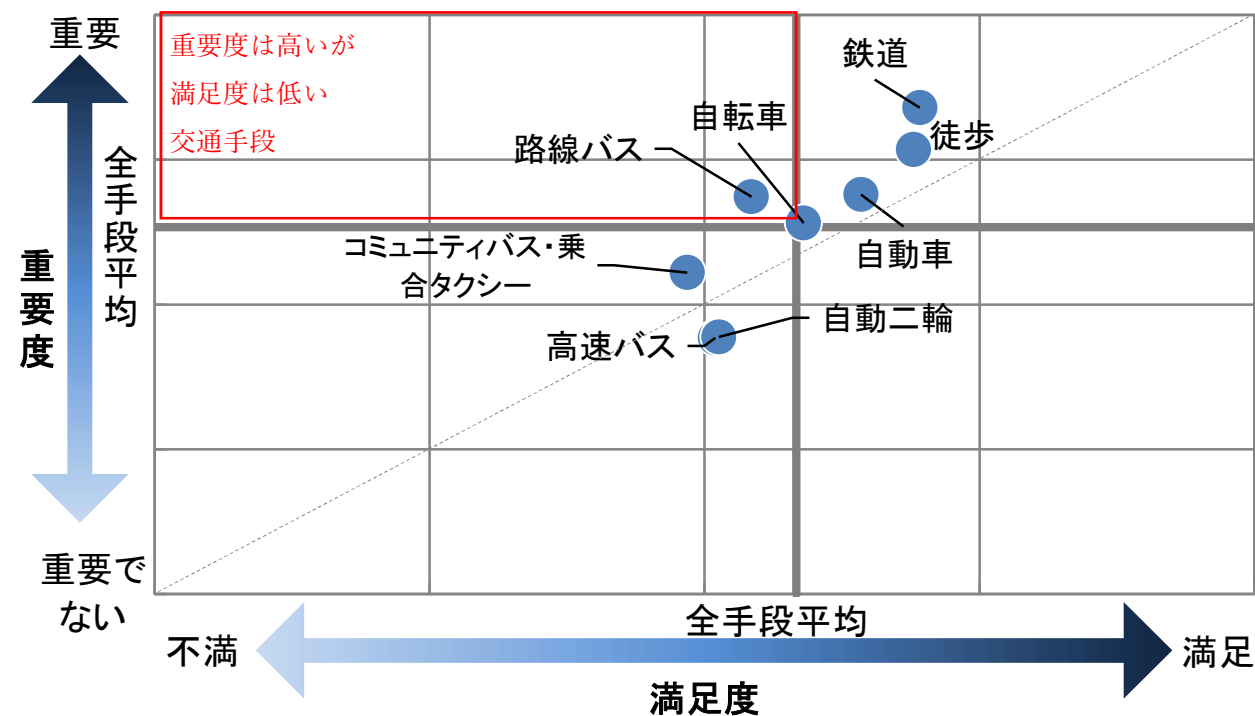 重要
重要度は高いが
満足度は低い
交通手段
鉄道
自転車
徒歩
路線バス
全手段平均
重要度
自動車
コミュニティバス・乗
合タクシー
自動二輪
高速バス
重要で
ない
全手段平均
不満
満足
満足度